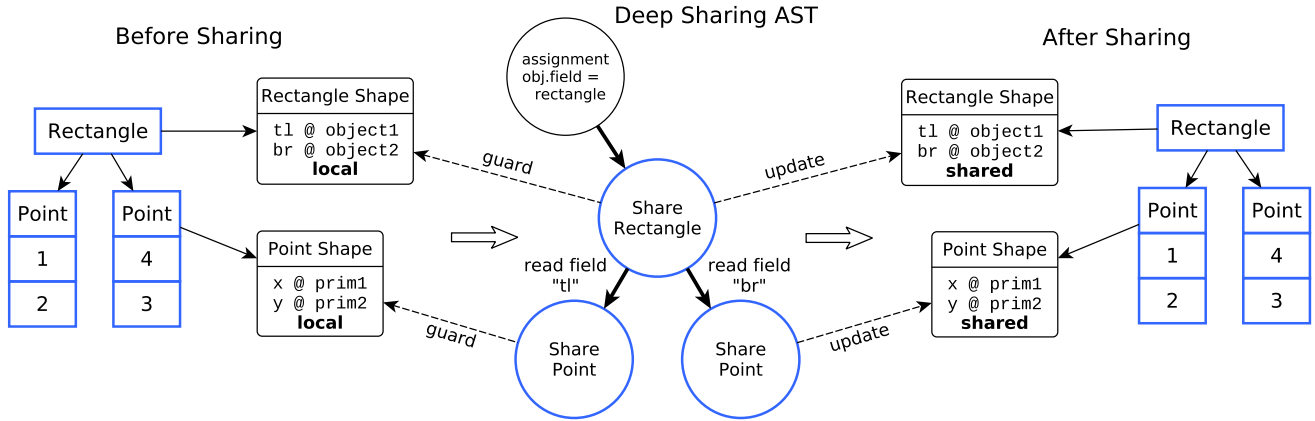 Deep Sharing AST
Before Sharing
After Sharing
Rectangle
Point
1
2
Point
4
3
Rectangle Shape
tl @ object1
br @ object2
local
Point Shape
x @ prim1
y @ prim2
local
assignment
obj.field =
rectangle
guard
update
Share
Rectangle
read field
"tl"
read field
"br"
guard
Share
Point
Share
Point
update
Rectangle Shape
tl @ object1
br @ object2
shared
Point Shape
x @ prim1
y @ prim2
shared
Rectangle
Point
1
2
Point
4
3